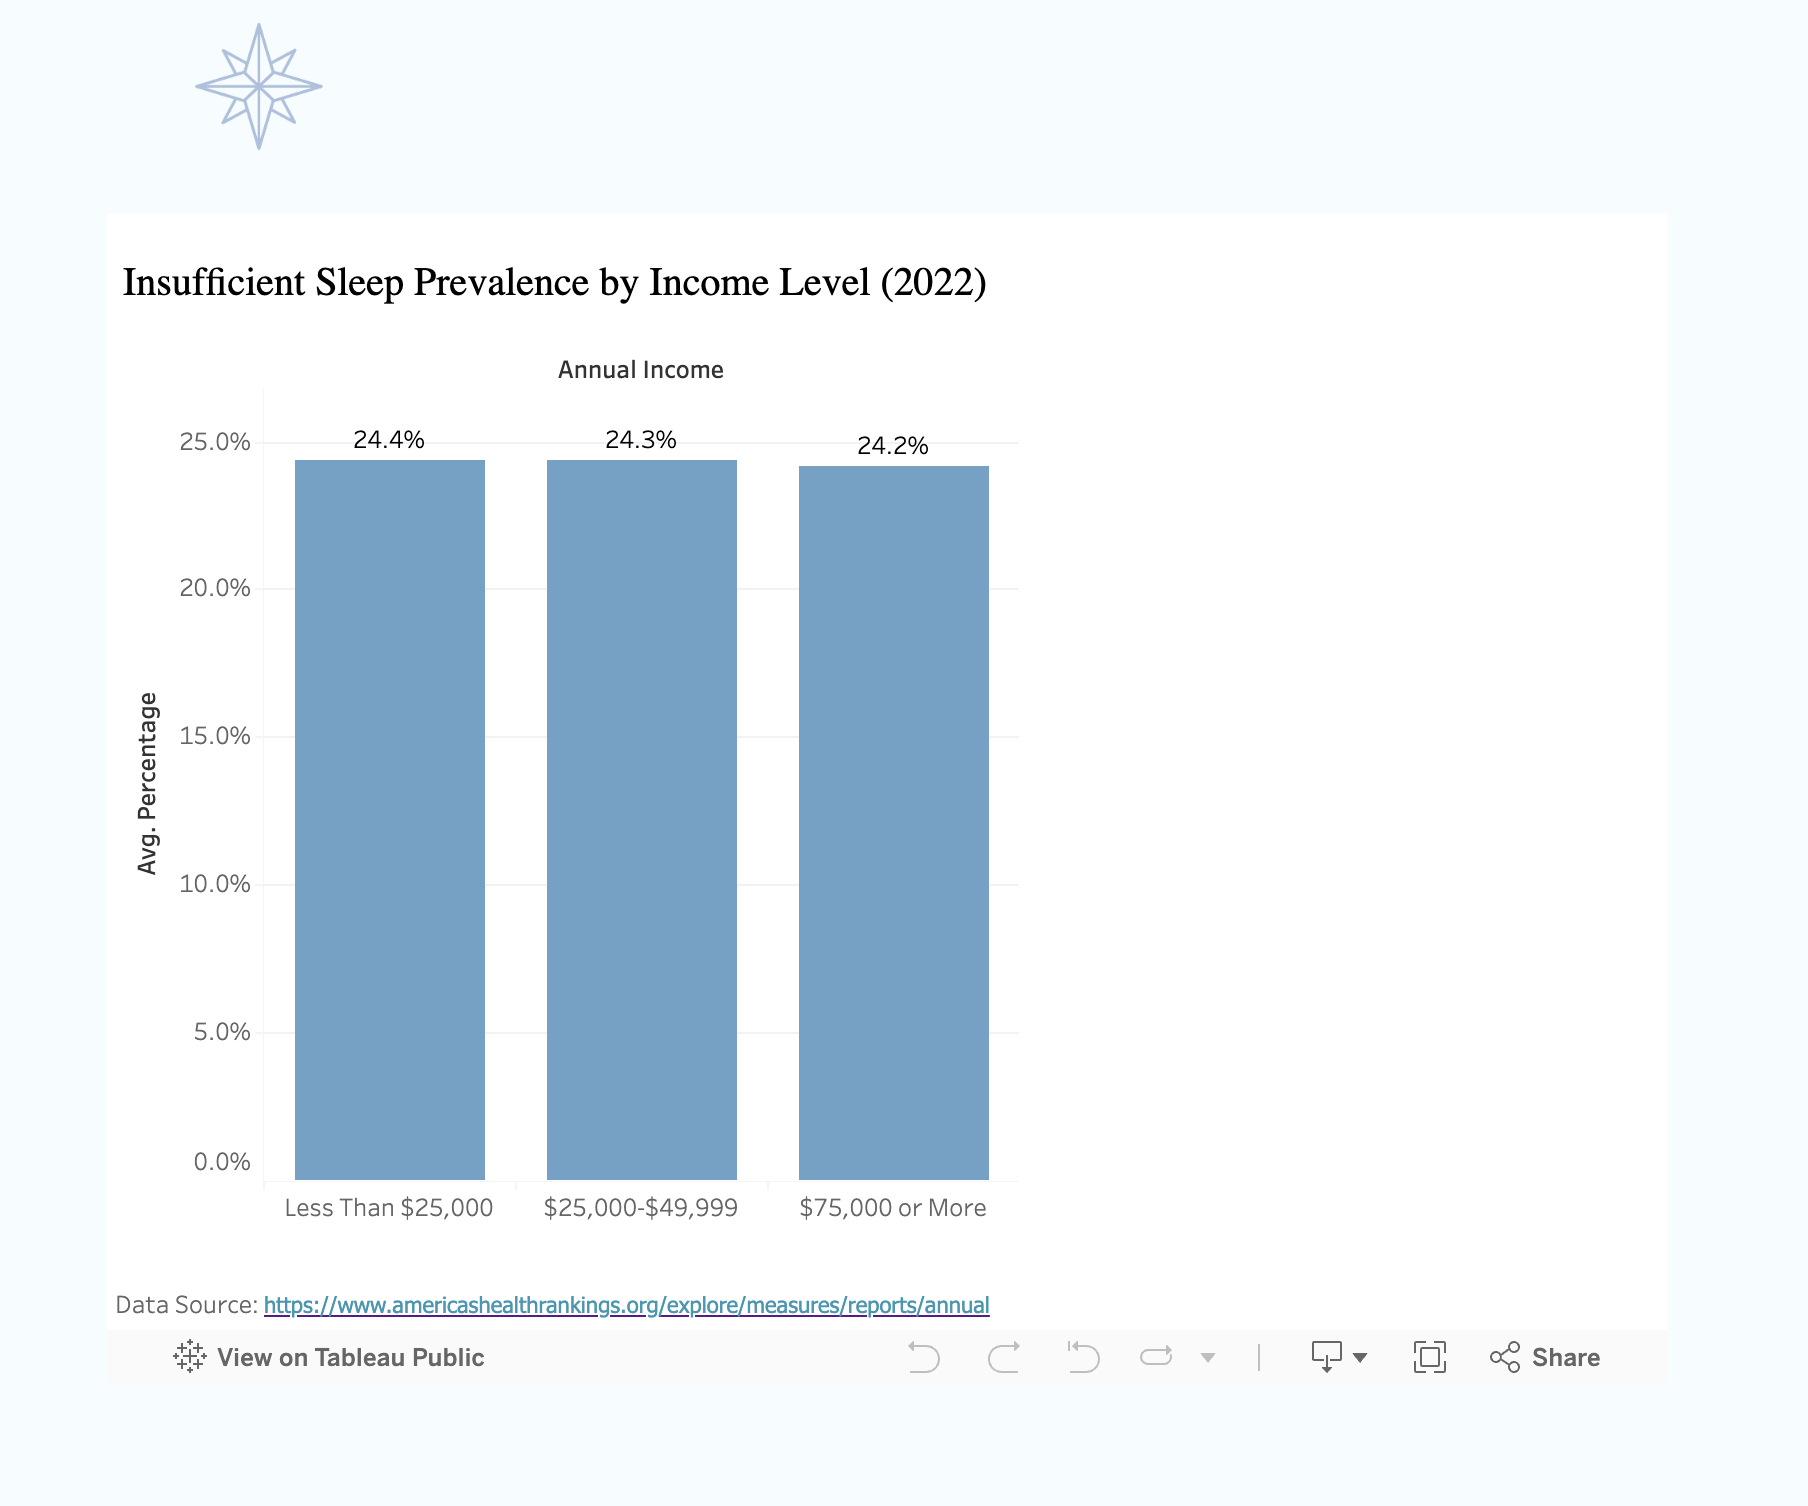 Insufficient Sleep Prevalence by Income Level (2022)
Annual Income
Avg. Percentage
25.0%
20.0%
15.0%
10.0%
5.0%
0.0%
24.4%
24.3%
24.2%
Less Than $25,000
$25,000-$49,999
$75,000 or More
Data Source: https://www.americashealthrankings.org/explore/measures/reports/annual
View on Tableau Public
Share